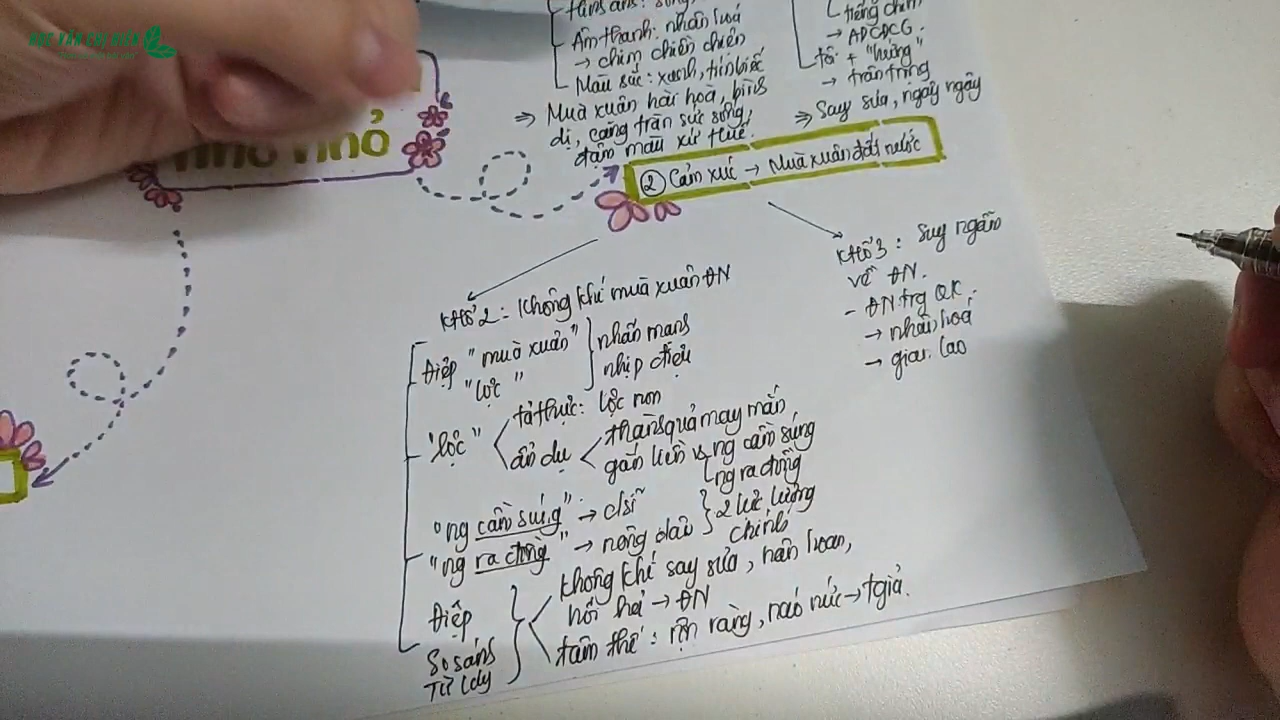 HỌC VĂN CHỊ HIÊN
nho nhỏ
Âm thanh: nhân hoá
→ chim chiền chiện
Màu sắc: xanh, tím biếc
⇒ Mùa xuân hài hoà, bình
dị, căng tràn sức sống,
đậm màu xứ Huế.
tiếng chim
→ ADCĐCG.
tôi + "hứng"
→ trân trọng
⇒ Say sưa, ngây ngây
② Cảm xúc → Mùa xuân đất nước
Khổ 2: Không khí mùa xuân ĐN
Điệp "mùa xuân"
"lộc"
nhấn mạnh
nhịp điệu
"lộc"
tả thực: lộc non
ẩn dụ
thành quả may mắn
gắn liền vs ng cầm súng
ng ra đồng
"ng cầm súng" → c/sĩ
"ng ra đồng" → nông dân
2 lực lượng
chính
Điệp
So sánh
Từ láy
không khí say sưa, hân hoan,
hối hả → ĐN
tâm thế: rộn ràng, náo nức → tgiả.
Khổ 3: Suy ngẫm
về ĐN.
- ĐN trg QK.
→ nhân hoá
→ gian lao